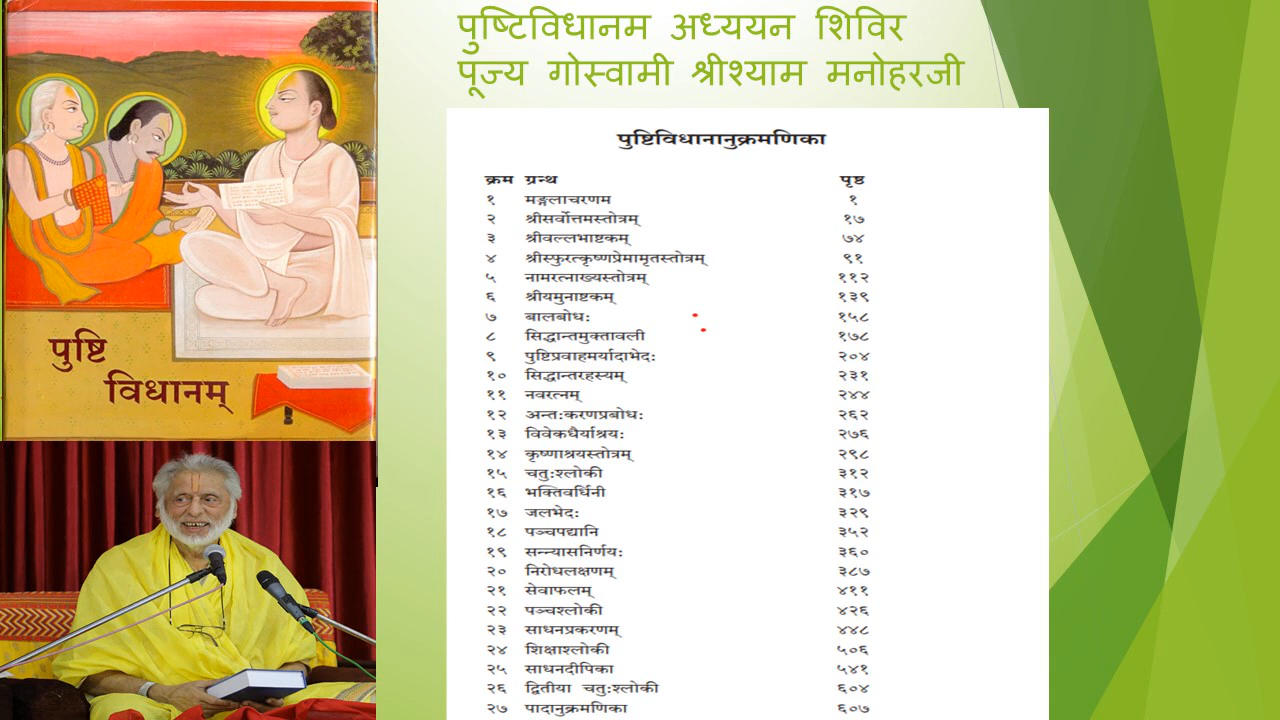 पुष्टिविधानम अध्ययन शिविर
पूज्य गोस्वामी श्रीश्याम मनोहरजी
पुष्टि
विधानम्
पुष्टिविधानानुक्रमणिका
क्रम ग्रन्थ पृष्ठ
१ मङ्गलाचरणम १
२ श्रीसर्वोत्तमस्तोत्रम् १७
३ श्रीवल्लभाष्टकम् ७४
४ श्रीस्फुरत्कृष्णप्रेमामृतस्तोत्रम् ९१
५ नामरत्नाख्यस्तोत्रम् ११२
६ श्रीयमुनाष्टकम् १३९
७ बालबोधः १५८
८ सिद्धान्तमुक्तावली १७८
९ पुष्टिप्रवाहमर्यादाभेदः २०४
१० सिद्धान्तरहस्यम् २३१
११ नवरत्नम् २४४
१२ अन्तःकरणप्रबोधः २६२
१३ विवेकधैर्याश्रयः २७६
१४ कृष्णाश्रयस्तोत्रम् २९८
१५ चतुःश्लोकी ३१२
१६ भक्तिवर्धिनी ३१७
१७ जलभेदः ३२९
१८ पञ्चपद्यानि ३५२
१९ सन्न्यासनिर्णयः ३६०
२० निरोधलक्षणम् ३८७
२१ सेवाफलम् ४११
२२ पञ्चश्लोकी ४२६
२३ साधनप्रकरणम् ४४८
२४ शिक्षाश्लोकी ५०६
२५ साधनदीपिका ५४१
२६ द्वितीया चतुःश्लोकी ६०४
२७ पादानुक्रमणिका ६०७